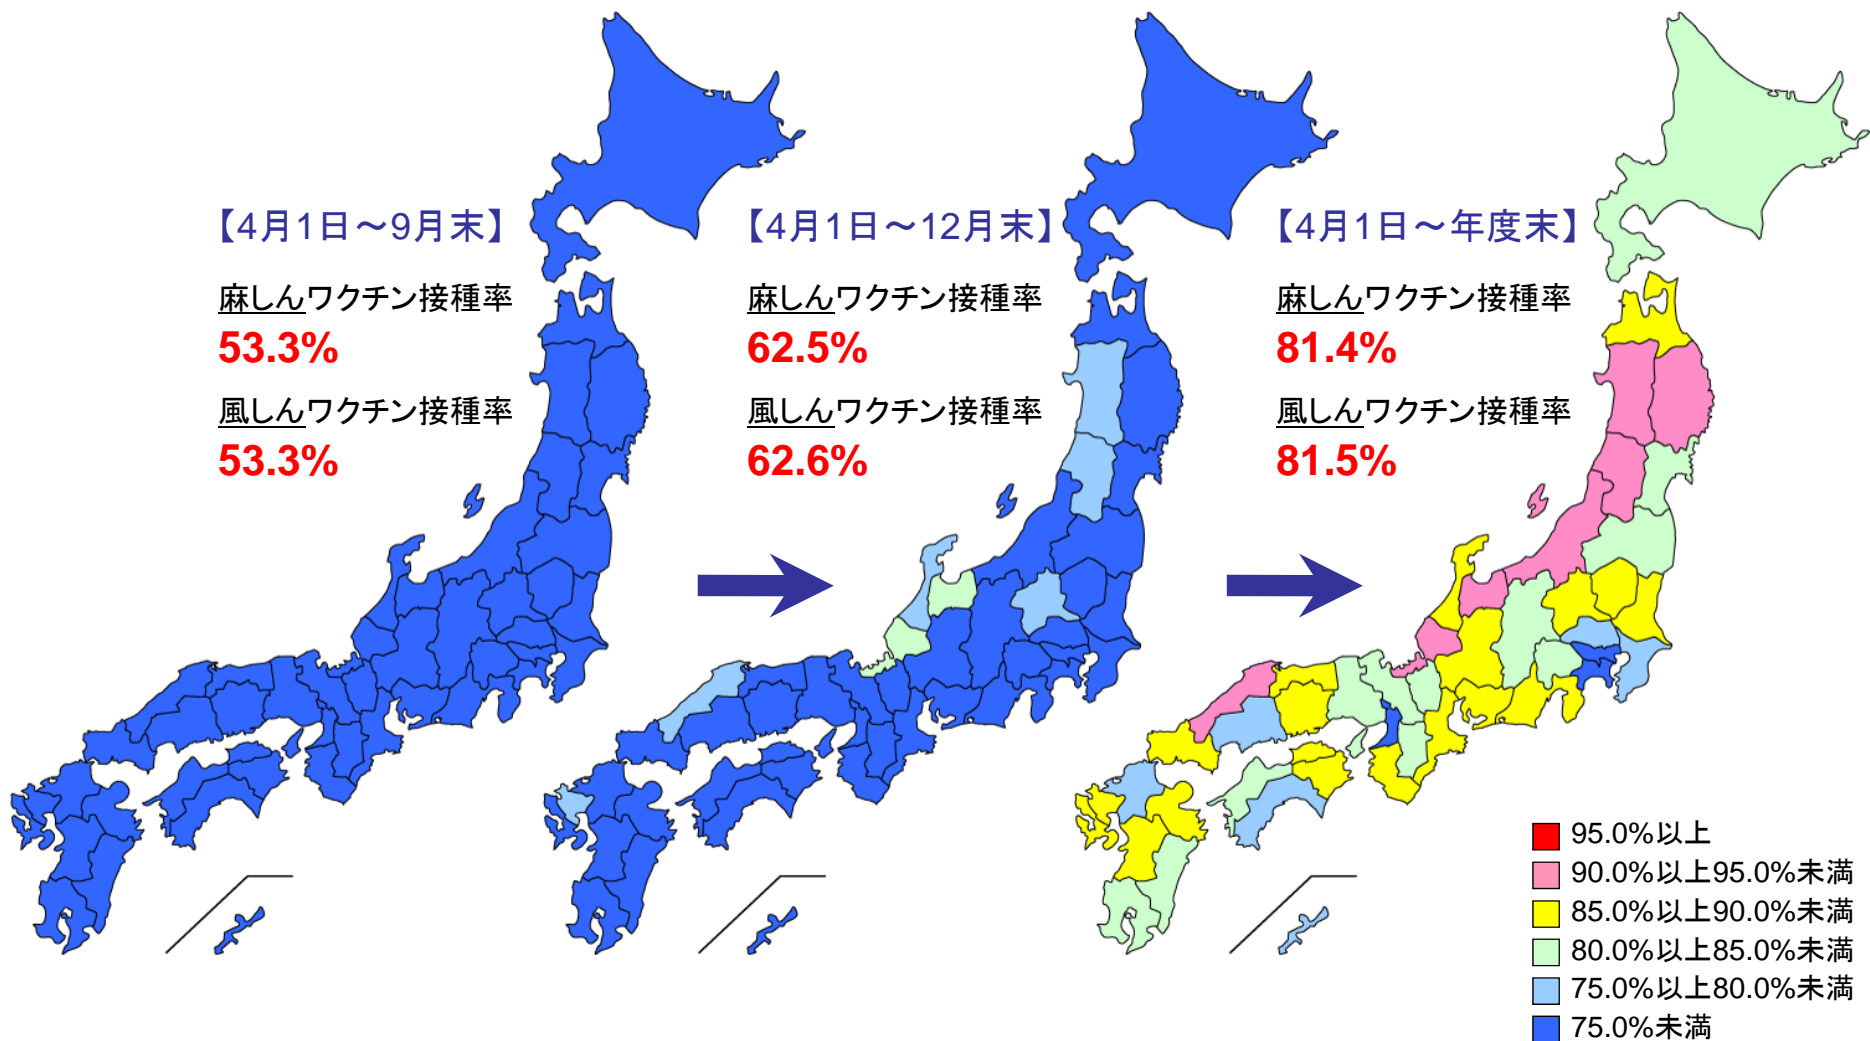 【4月1日～9月末】
麻しんワクチン接種率
53.3%
風しんワクチン接種率
53.3%
【4月1日～12月末】
麻しんワクチン接種率
62.5%
風しんワクチン接種率
62.6%
【4月1日～年度末】
麻しんワクチン接種率
81.4%
風しんワクチン接種率
81.5%
95.0%以上
90.0%以上95.0%未満
85.0%以上90.0%未満
80.0%以上85.0%未満
75.0%以上80.0%未満
75.0%未満